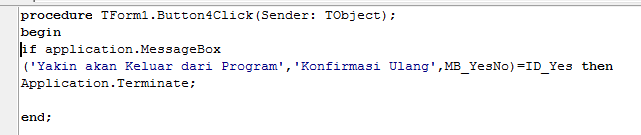 procedure TForm1.Button4Click(Sender: TObject);
begin
if application.MessageBox
('Yakin akan Keluar dari Program','Konfirmasi Ulang',MB_YesNo)=ID_Yes then
Application.Terminate;
end;